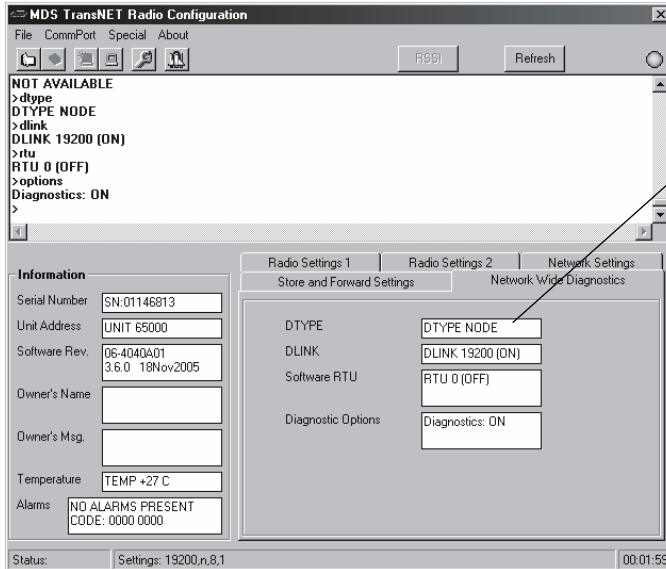 MDS TransNET Radio Configuration
File CommPort Special About
RSSI Refresh
NOT AVAILABLE
>dtype
DTYPE NODE
>dlink
DLINK 19200 (ON)
>rtu
RTU 0 (OFF)
>options
Diagnostics: ON
>
Radio Settings 1 Radio Settings 2 Network Settings
Store and Forward Settings Network Wide Diagnostics
Information
Serial Number SN:01146813
Unit Address UNIT 65000
Software Rev. 06-4040A01
3.6.0 18Nov2005
Owner's Name
Owner's Msg.
Temperature TEMP +27 C
Alarms NO ALARMS PRESENT
CODE: 0000 0000
DTYPE DTYPE NODE
DLINK DLINK 19200 (ON)
Software RTU RTU 0 (OFF)
Diagnostic Options Diagnostics: ON
Status: Settings: 19200,n,8,1 00:01:59